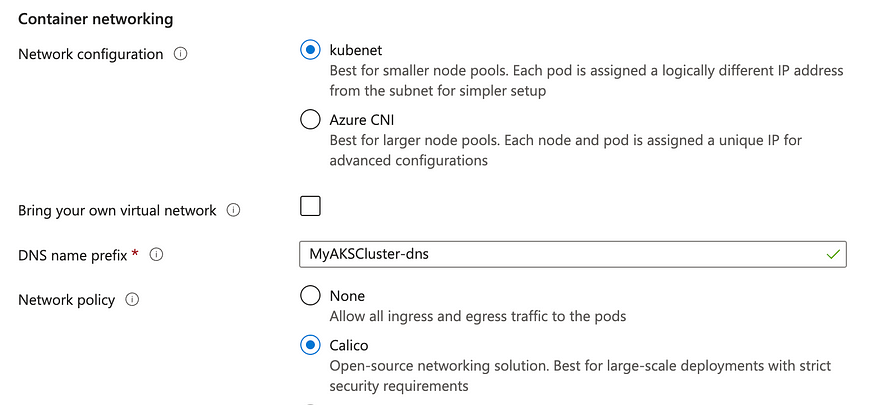 Container networking
Network configuration
kubenet
Best for smaller node pools. Each pod is assigned a logically different IP address
from the subnet for simpler setup
Azure CNI
Best for larger node pools. Each node and pod is assigned a unique IP for
advanced configurations
Bring your own virtual network
DNS name prefix *
MyAKSCluster-dns
Network policy
None
Allow all ingress and egress traffic to the pods
Calico
Open-source networking solution. Best for large-scale deployments with strict
security requirements